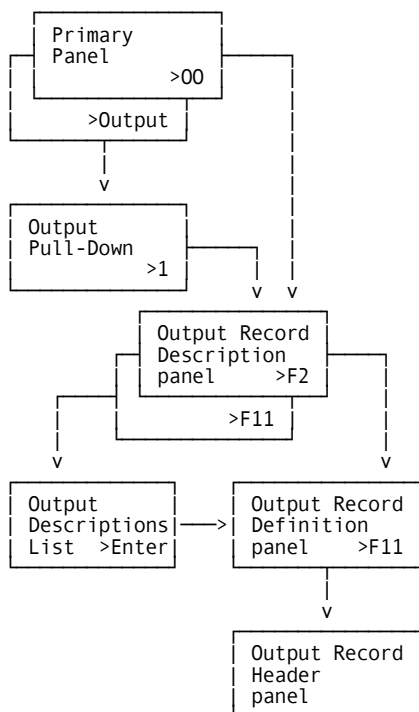 Primary
Panel
>OO
>Output
v
Output
Pull-Down
>1
v v
Output Record
Description
panel >F2
>F11
v v
Output
Descriptions
List >Enter
>
Output Record
Definition
panel >F11
v
Output Record
Header
panel